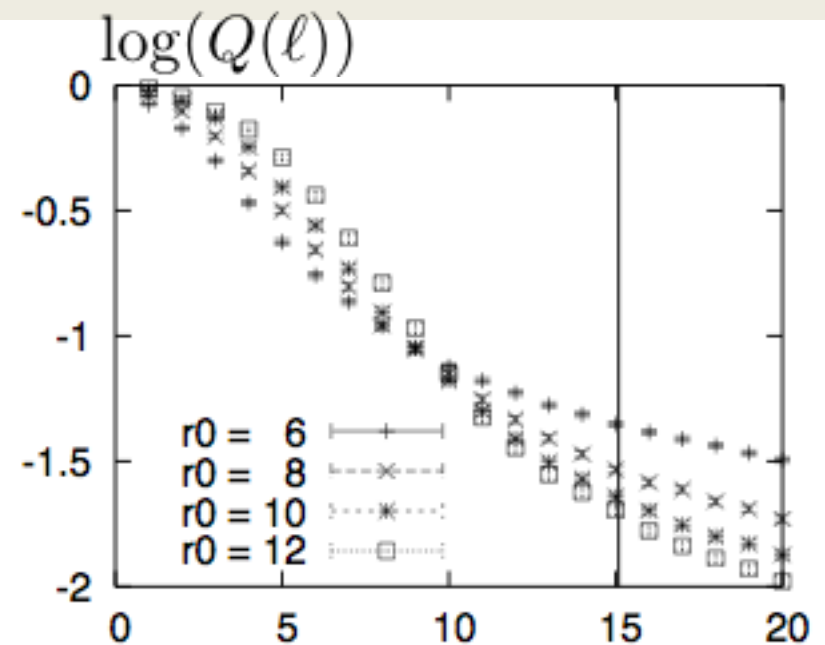 log(Q(ℓ))
0
-0.5
-1
-1.5
-2
r0 = 6
r0 = 8
r0 = 10
r0 = 12
0 5 10 15 20